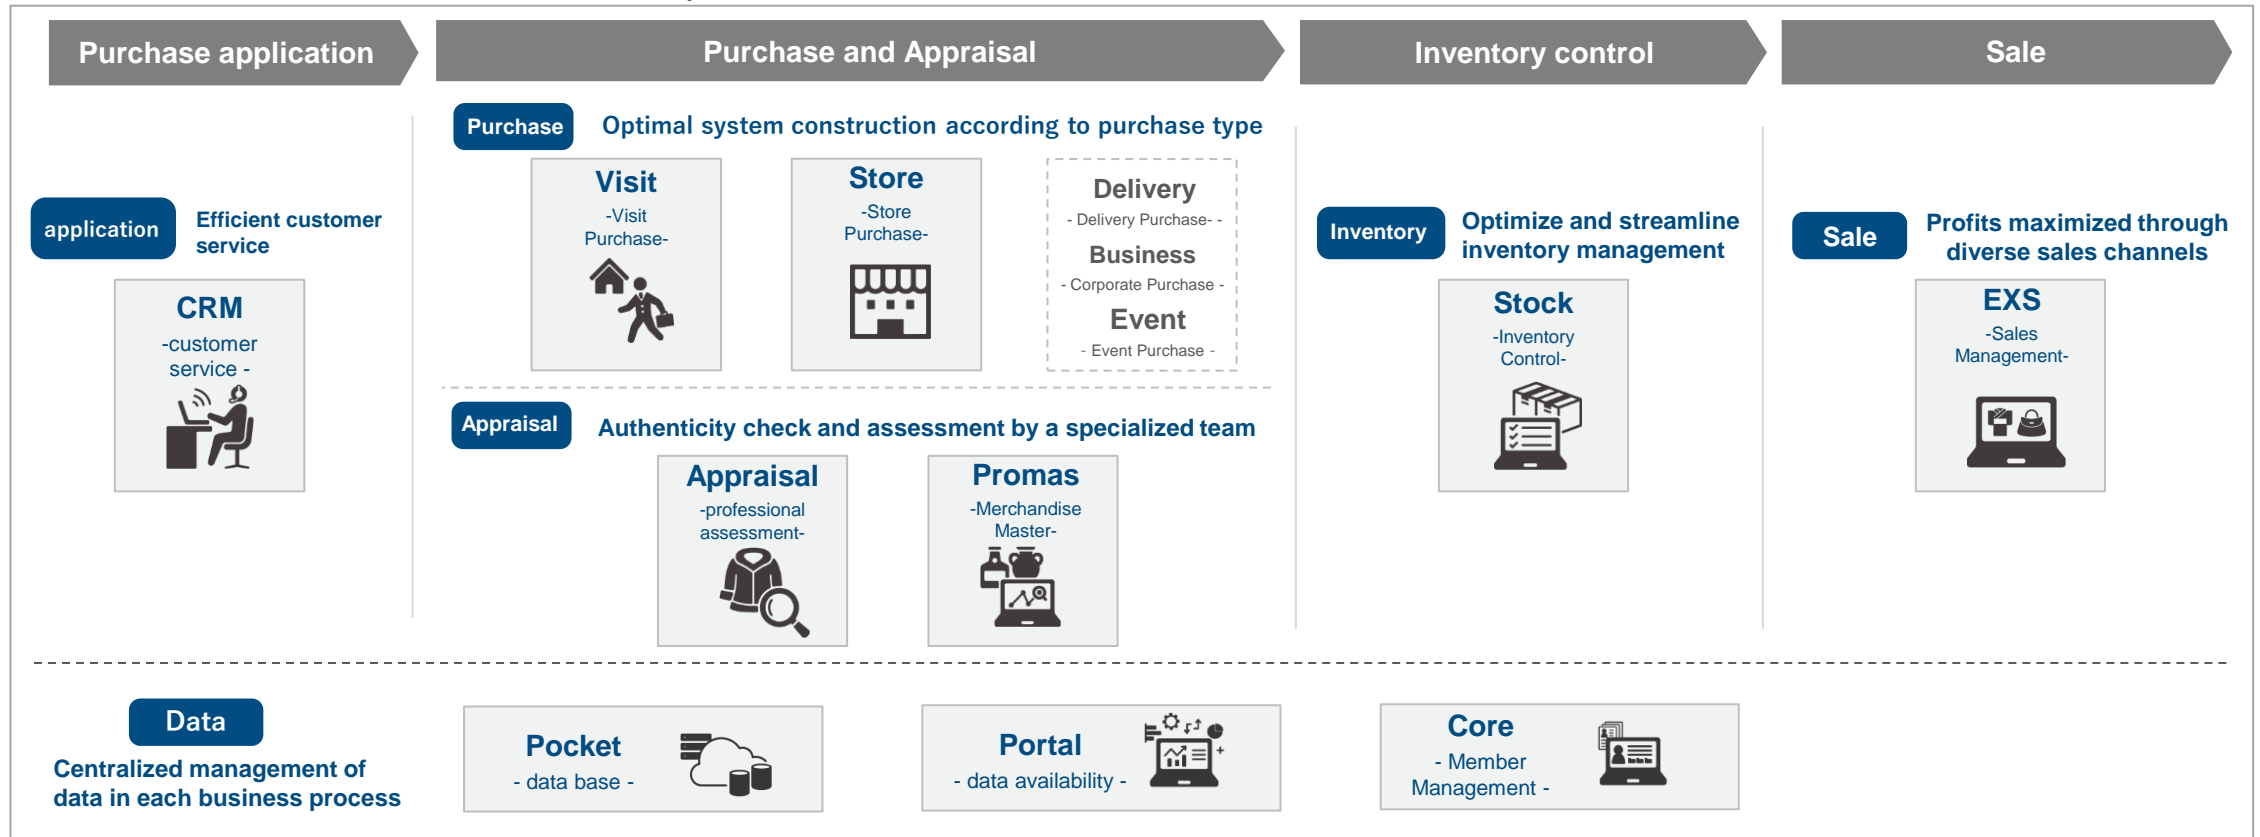 Purchase application
Purchase and Appraisal
Inventory control
Sale
application
Efficient customer
service
CRM
-customer
service -
Purchase
Optimal system construction according to purchase type
Visit
-Visit
Purchase-
Store
-Store
Purchase-
Delivery
- Delivery Purchase- -
Business
- Corporate Purchase -
Event
- Event Purchase -
Appraisal
Authenticity check and assessment by a specialized team
Appraisal
-professional
assessment-
Promas
-Merchandise
Master-
Inventory
Optimize and streamline
inventory management
Stock
-Inventory
Control-
Sale
Profits maximized through
diverse sales channels
EXS
-Sales
Management-
Data
Centralized management of
data in each business process
Pocket
- data base -
Portal
- data availability -
Core
- Member
Management -